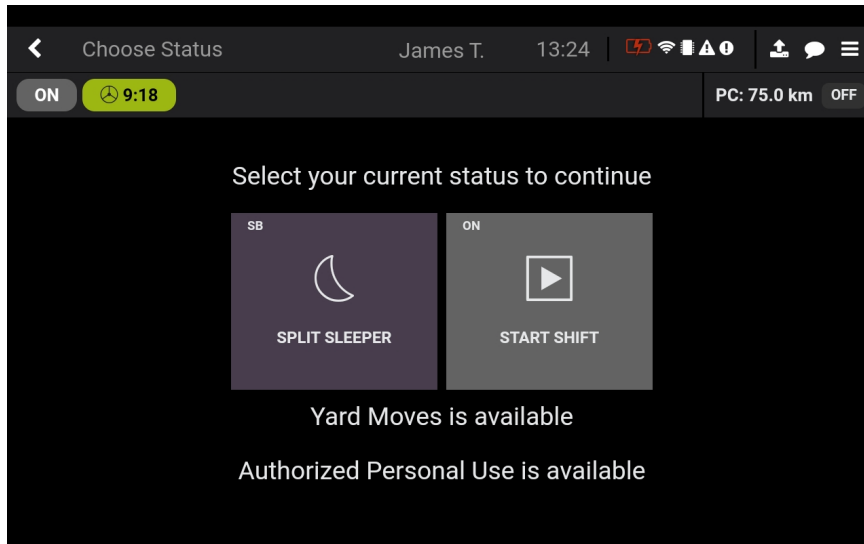 Choose Status James T. 13:24
ON 9:18 PC: 75.0 km OFF
Select your current status to continue
SB ON
SPLIT SLEEPER START SHIFT
Yard Moves is available
Authorized Personal Use is available